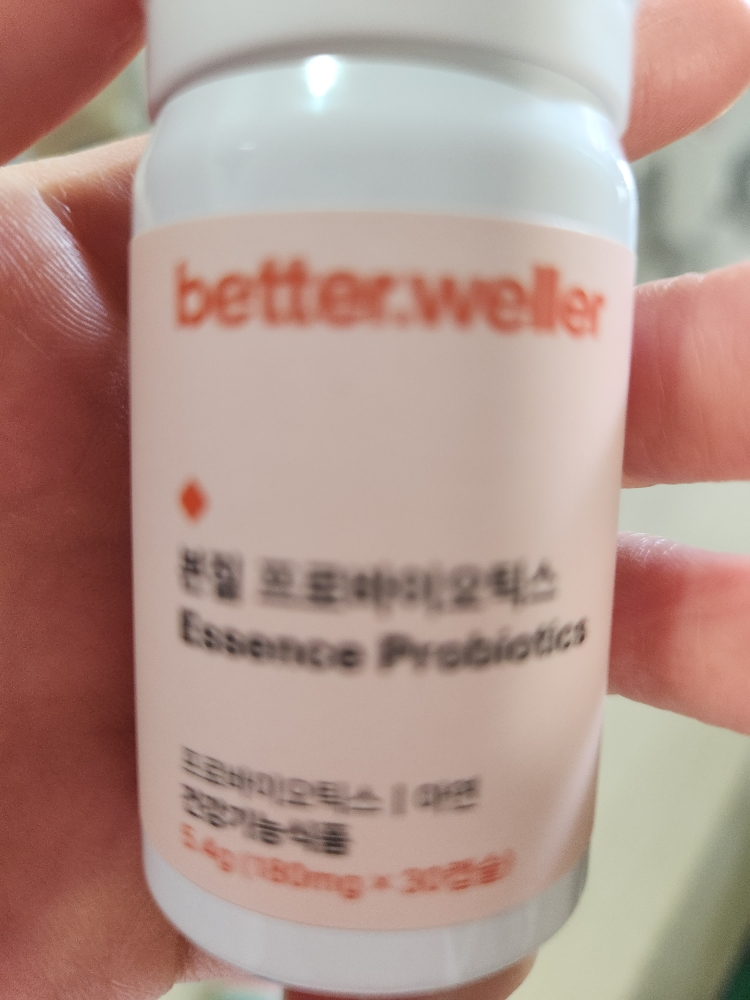 better.weller
본질 프로바이오틱스
Essence Probiotics
프로바이오틱스 | 아연
건강기능식품
5.4g (180mg × 30캡슐)